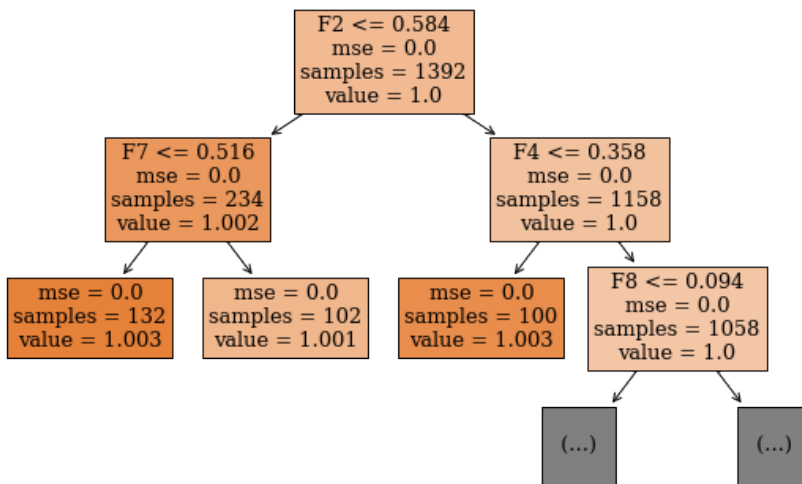 F2 <= 0.584
mse = 0.0
samples = 1392
value = 1.0
F7 <= 0.516
mse = 0.0
samples = 234
value = 1.002
F4 <= 0.358
mse = 0.0
samples = 1158
value = 1.0
mse = 0.0
samples = 132
value = 1.003
mse = 0.0
samples = 102
value = 1.001
mse = 0.0
samples = 100
value = 1.003
F8 <= 0.094
mse = 0.0
samples = 1058
value = 1.0
(...)
(...)